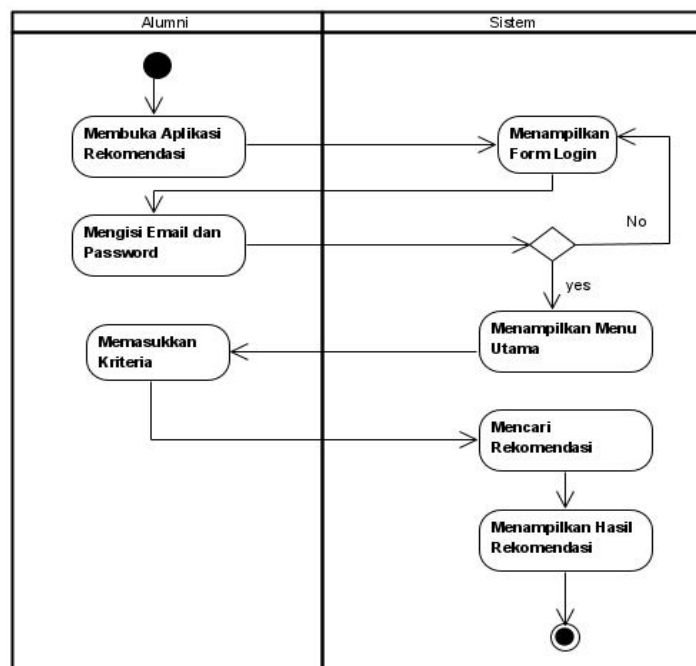 Alumni
Sistem
Membuka Aplikasi
Rekomendasi
Menampilkan
Form Login
Mengisi Email dan
Password
No
yes
Menampilkan Menu
Utama
Memasukkan
Kriteria
Mencari
Rekomendasi
Menampilkan Hasil
Rekomendasi